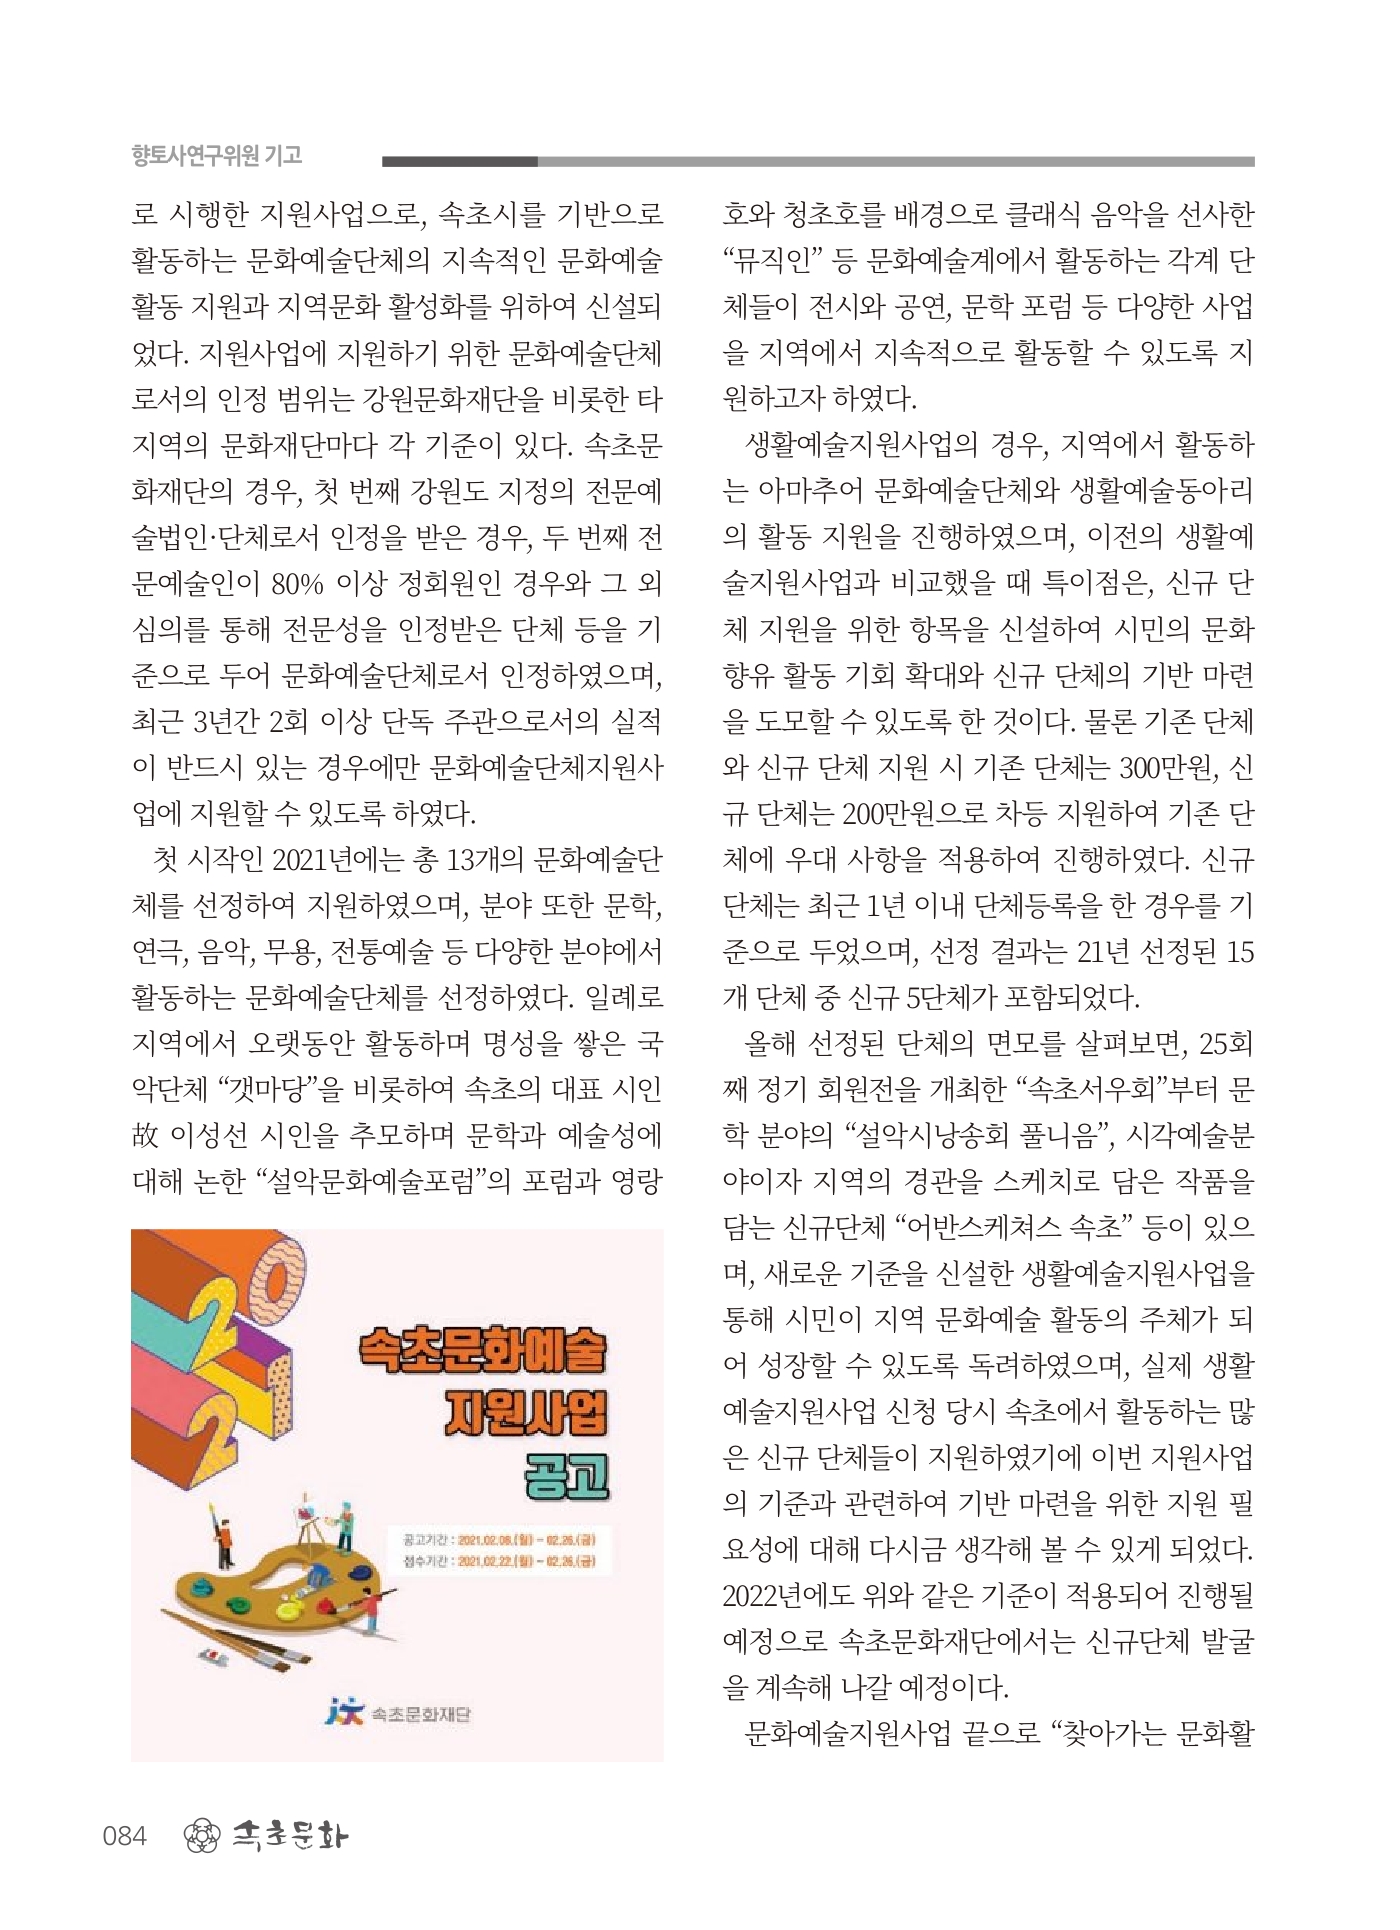 향토사연구위원 기고
로 시행한 지원사업으로, 속초시를 기반으로
활동하는 문화예술단체의 지속적인 문화예술
활동 지원과 지역문화 활성화를 위하여 신설되
었다. 지원사업에 지원하기 위한 문화예술단체
로서의 인정 범위는 강원문화재단을 비롯한 타
지역의 문화재단마다 각 기준이 있다. 속초문
화재단의 경우, 첫 번째 강원도 지정의 전문예
술법인·단체로서 인정을 받은 경우, 두 번째 전
문예술인이 80% 이상 정회원인 경우와 그 외
심의를 통해 전문성을 인정받은 단체 등을 기
준으로 두어 문화예술단체로서 인정하였으며,
최근 3년간 2회 이상 단독 주관으로서의 실적
이 반드시 있는 경우에만 문화예술단체지원사
업에 지원할 수 있도록 하였다.
첫 시작인 2021년에는 총 13개의 문화예술단
체를 선정하여 지원하였으며, 분야 또한 문학,
연극, 음악, 무용, 전통예술 등 다양한 분야에서
활동하는 문화예술단체를 선정하였다. 일례로
지역에서 오랫동안 활동하며 명성을 쌓은 국
악단체 “갯마당”을 비롯하여 속초의 대표 시인
故 이성선 시인을 추모하며 문학과 예술성에
대해 논한 “설악문화예술포럼”의 포럼과 영랑
2021
속초문화예술
지원사업
공고
공고기간 : 2021.02.08.(월) ~ 02.26.(금)
접수기간 : 2021.02.22.(월) ~ 02.26.(금)
속초문화재단
호와 청초호를 배경으로 클래식 음악을 선사한
“뮤직인” 등 문화예술계에서 활동하는 각계 단
체들이 전시와 공연, 문학 포럼 등 다양한 사업
을 지역에서 지속적으로 활동할 수 있도록 지
원하고자 하였다.
생활예술지원사업의 경우, 지역에서 활동하
는 아마추어 문화예술단체와 생활예술동아리
의 활동 지원을 진행하였으며, 이전의 생활예
술지원사업과 비교했을 때 특이점은, 신규 단
체 지원을 위한 항목을 신설하여 시민의 문화
향유 활동 기회 확대와 신규 단체의 기반 마련
을 도모할 수 있도록 한 것이다. 물론 기존 단체
와 신규 단체 지원 시 기존 단체는 300만원, 신
규 단체는 200만원으로 차등 지원하여 기존 단
체에 우대 사항을 적용하여 진행하였다. 신규
단체는 최근 1년 이내 단체등록을 한 경우를 기
준으로 두었으며, 선정 결과는 21년 선정된 15
개 단체 중 신규 5단체가 포함되었다.
올해 선정된 단체의 면모를 살펴보면, 25회
째 정기 회원전을 개최한 “속초서우회”부터 문
학 분야의 “설악시낭송회 풀니음”, 시각예술분
야이자 지역의 경관을 스케치로 담은 작품을
담는 신규단체 “어반스케쳐스 속초” 등이 있으
며, 새로운 기준을 신설한 생활예술지원사업을
통해 시민이 지역 문화예술 활동의 주체가 되
어 성장할 수 있도록 독려하였으며, 실제 생활
예술지원사업 신청 당시 속초에서 활동하는 많
은 신규 단체들이 지원하였기에 이번 지원사업
의 기준과 관련하여 기반 마련을 위한 지원 필
요성에 대해 다시금 생각해 볼 수 있게 되었다.
2022년에도 위와 같은 기준이 적용되어 진행될
예정으로 속초문화재단에서는 신규단체 발굴
을 계속해 나갈 예정이다.
문화예술지원사업 끝으로 “찾아가는 문화활
084 속초문화